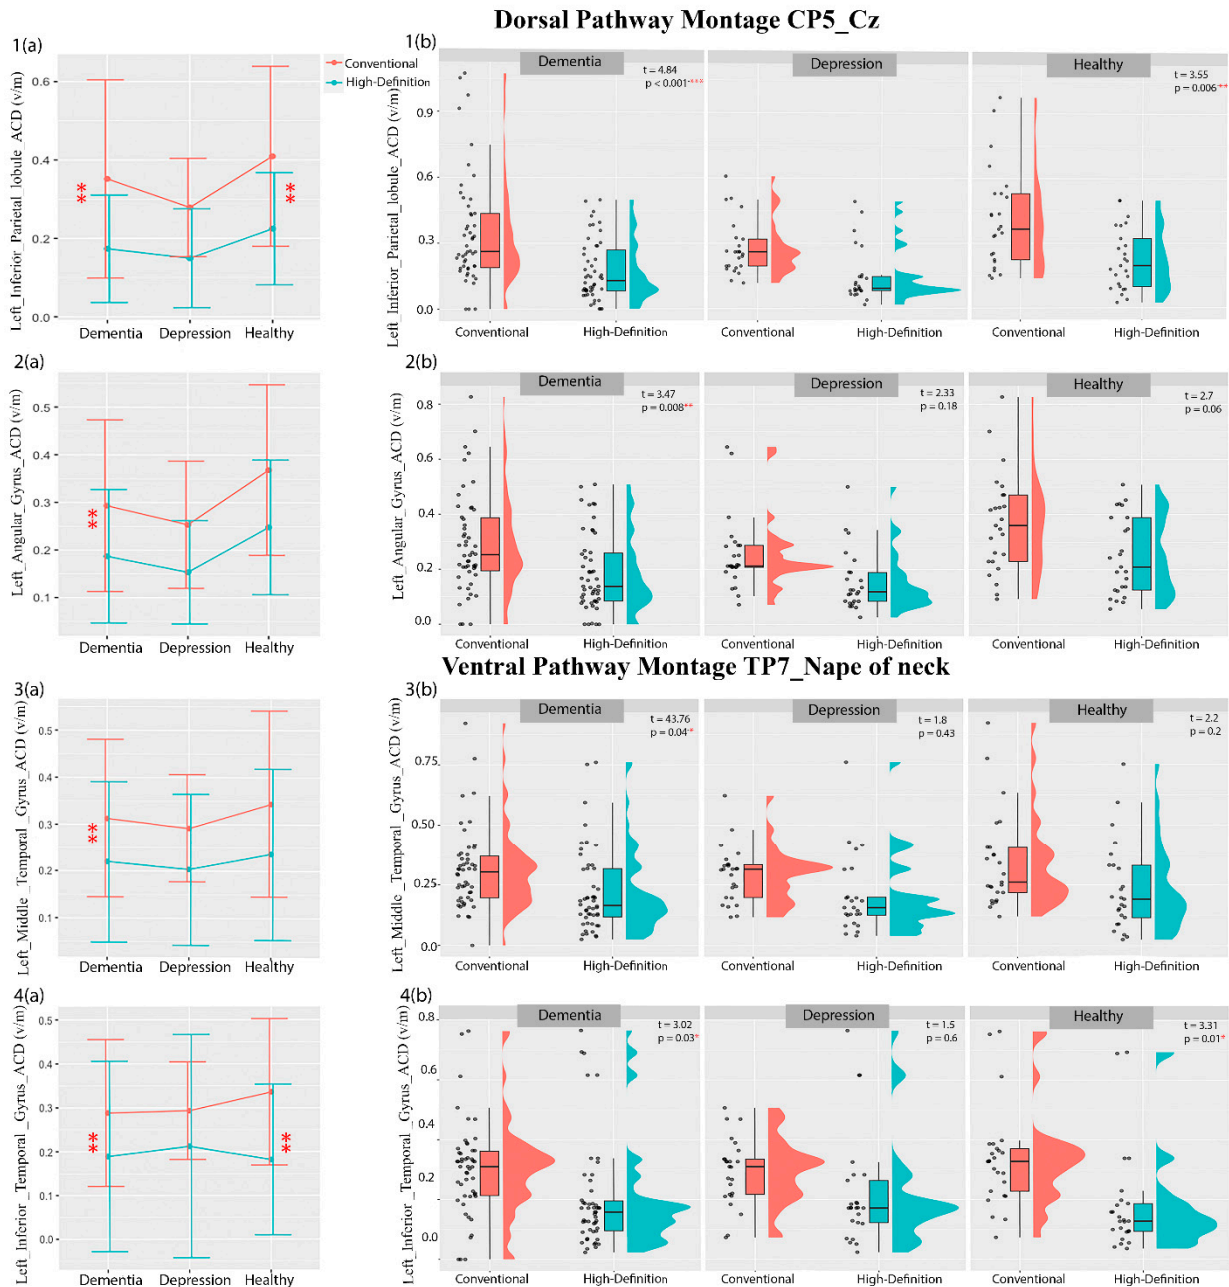 Dorsal Pathway Montage CP5_Cz
1(a)
Conventional
High-Definition
Left_Inferior_Parietal_lobule_ACD (v/m)
0.6
0.4
0.2
0.0
**
**
Dementia Depression Healthy
1(b)
Left_Inferior_Parietal_lobule_ACD (v/m)
0.9
0.6
0.3
0.0
Dementia
t = 4.84
p < 0.001***
Conventional High-Definition
Depression
Conventional High-Definition
Healthy
t = 3.55
p = 0.006**
Conventional High-Definition
2(a)
Left_Angular_Gyrus_ACD (v/m)
0.5
0.4
0.3
0.2
0.1
**
Dementia Depression Healthy
2(b)
Left_Angular_Gyrus_ACD (v/m)
0.8
0.6
0.4
0.2
0.0
Dementia
t = 3.47
p = 0.008**
Conventional High-Definition
Depression
t = 2.33
p = 0.18
Conventional High-Definition
Healthy
t = 2.7
p = 0.06
Conventional High-Definition
Ventral Pathway Montage TP7_Nape of neck
3(a)
Left_Middle_Temporal_Gyrus_ACD (v/m)
0.5
0.4
0.3
0.2
0.1
**
Dementia Depression Healthy
3(b)
Left_Middle_Temporal_Gyrus_ACD (v/m)
0.75
0.50
0.25
0.0
Dementia
t = 43.76
p = 0.04*
Conventional High-Definition
Depression
t = 1.8
p = 0.43
Conventional High-Definition
Healthy
t = 2.2
p = 0.2
Conventional High-Definition
4(a)
Left_Inferior_Temporal_Gyrus_ACD (v/m)
0.5
0.4
0.3
0.2
0.1
0.0
**
**
Dementia Depression Healthy
4(b)
Left_Inferior_Temporal_Gyrus_ACD (v/m)
0.8
0.6
0.4
0.2
0.0
Dementia
t = 3.02
p = 0.03*
Conventional High-Definition
Depression
t = 1.5
p = 0.6
Conventional High-Definition
Healthy
t = 3.31
p = 0.01*
Conventional High-Definition